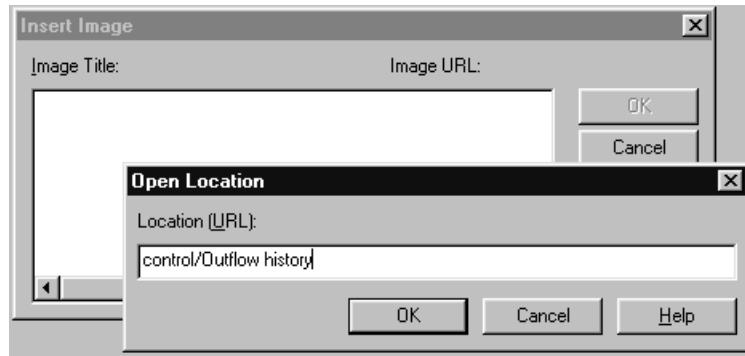 Insert Image
Image Title: Image URL:
OK
Cancel
Open Location
Location (URL):
control/Outflow history
OK Cancel Help